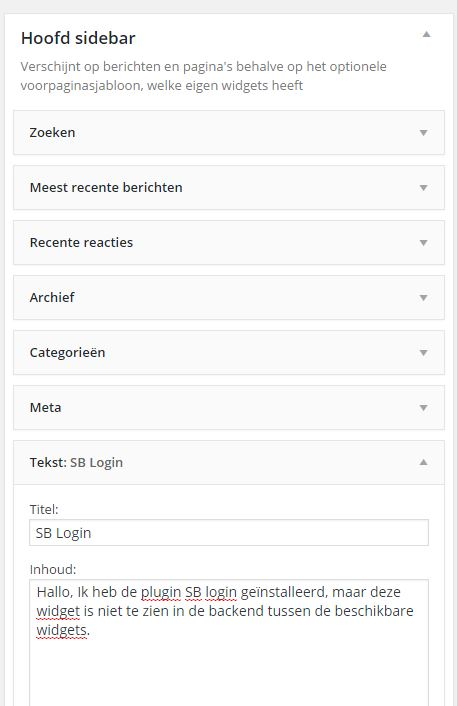 Hoofd sidebar
Verschijnt op berichten en pagina's behalve op het optionele
voorpaginasjabloon, welke eigen widgets heeft
Zoeken
Meest recente berichten
Recente reacties
Archief
Categorieën
Meta
Tekst: SB Login
Titel:
SB Login
Inhoud:
Hallo, Ik heb de plugin SB login geïnstalleerd, maar deze
widget is niet te zien in de backend tussen de beschikbare
widgets.